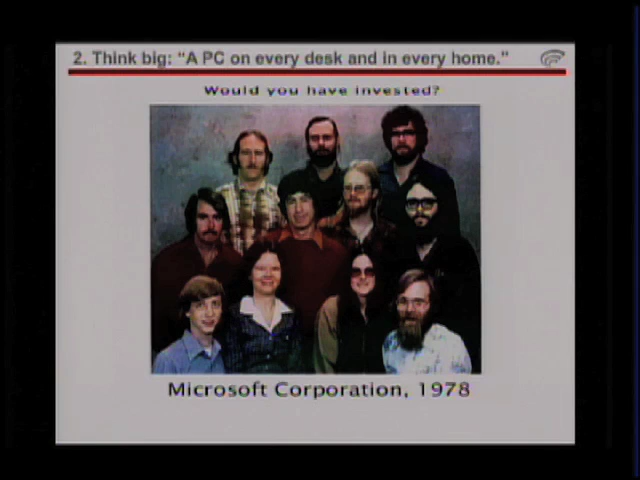 2. Think big: "A PC on every desk and in every home."
Would you have invested?
Microsoft Corporation, 1978